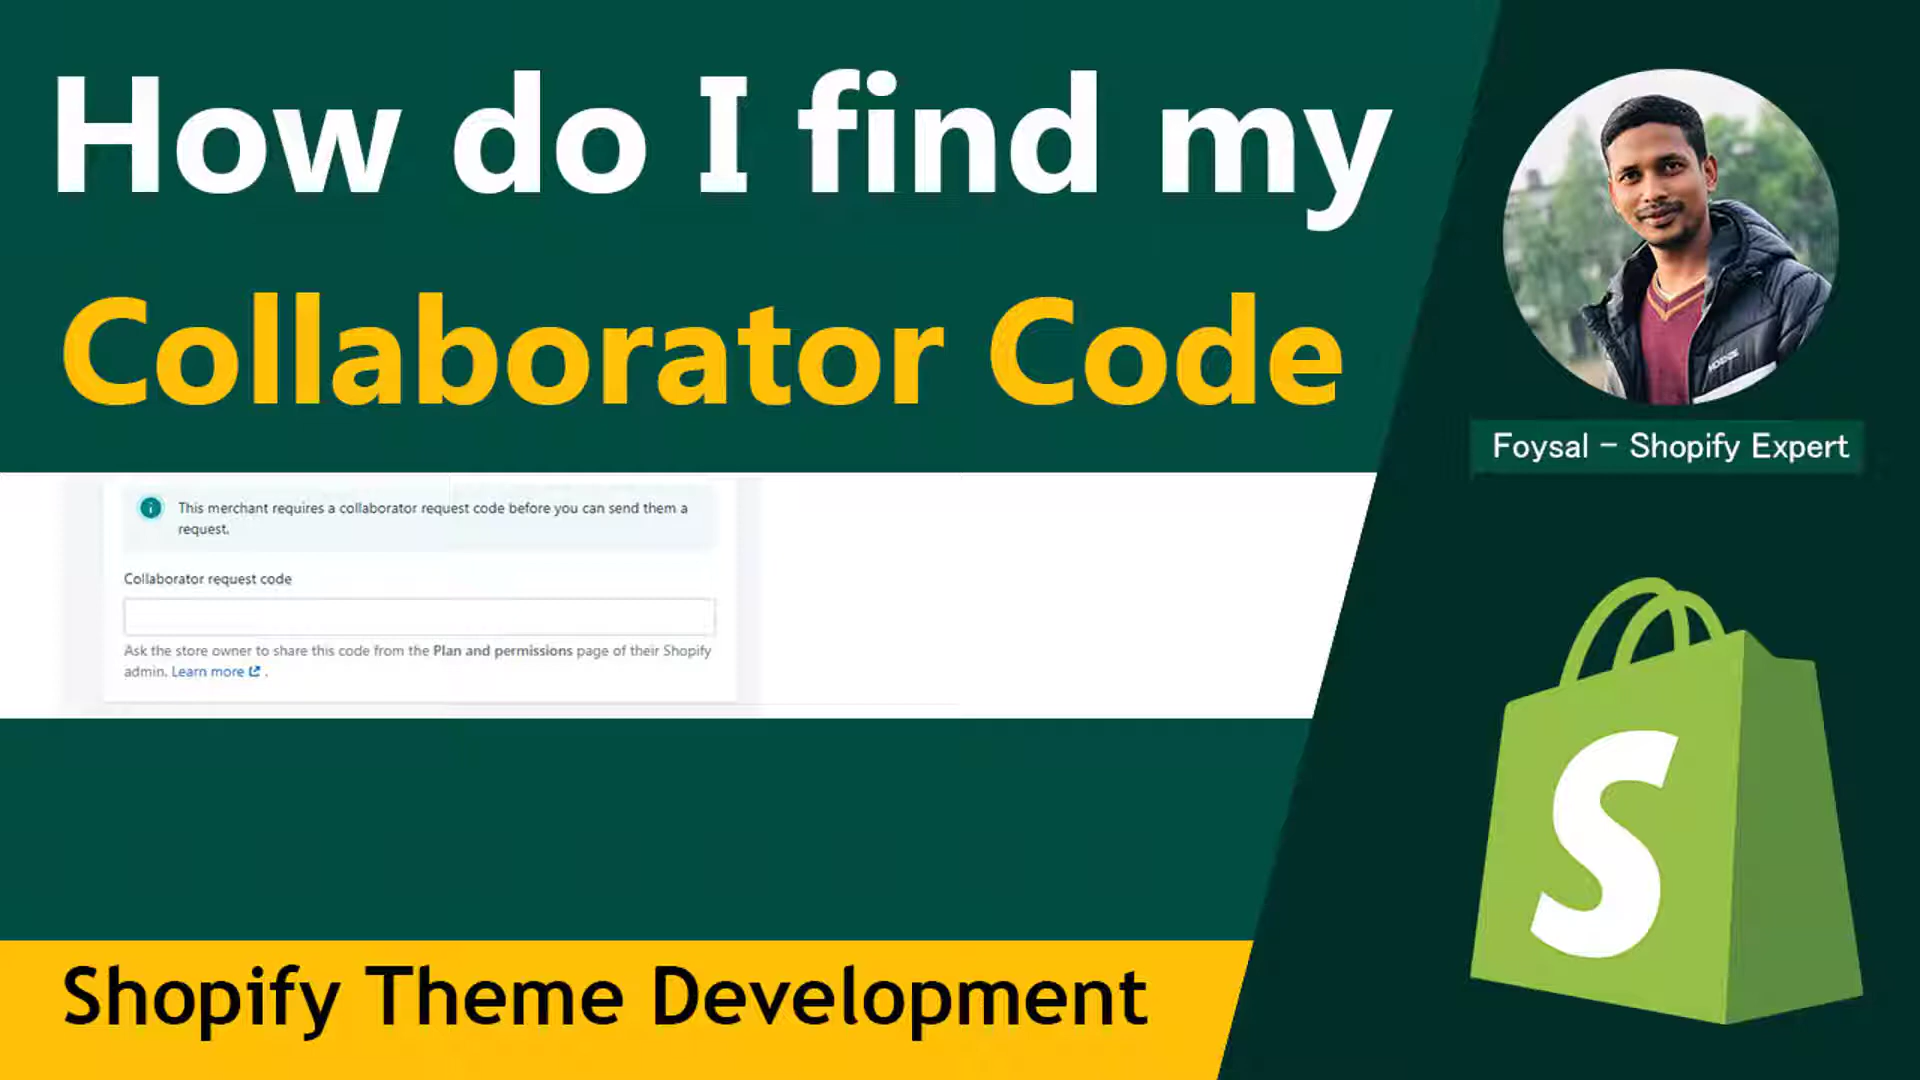 How do I find my
Collaborator Code
Foysal - Shopify Expert
This merchant requires a collaborator request code before you can send them a
request.
Collaborator request code
Ask the store owner to share this code from the Plan and permissions page of their Shopify
admin. Learn more .
S
Shopify Theme Development